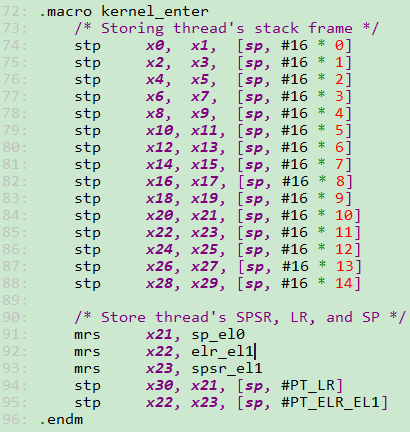 72: .macro kernel_enter
73:     /* Storing thread's stack frame */
74:     stp     x0,  x1,  [sp, #16 * 0]
75:     stp     x2,  x3,  [sp, #16 * 1]
76:     stp     x4,  x5,  [sp, #16 * 2]
77:     stp     x6,  x7,  [sp, #16 * 3]
78:     stp     x8,  x9,  [sp, #16 * 4]
79:     stp     x10, x11, [sp, #16 * 5]
80:     stp     x12, x13, [sp, #16 * 6]
81:     stp     x14, x15, [sp, #16 * 7]
82:     stp     x16, x17, [sp, #16 * 8]
83:     stp     x18, x19, [sp, #16 * 9]
84:     stp     x20, x21, [sp, #16 * 10]
85:     stp     x22, x23, [sp, #16 * 11]
86:     stp     x24, x25, [sp, #16 * 12]
87:     stp     x26, x27, [sp, #16 * 13]
88:     stp     x28, x29, [sp, #16 * 14]
89:
90:     /* Store thread's SPSR, LR, and SP */
91:     mrs     x21, sp_el0
92:     mrs     x22, elr_el1
93:     mrs     x23, spsr_el1
94:     stp     x30, x21, [sp, #PT_LR]
95:     stp     x22, x23, [sp, #PT_ELR_EL1]
96: .endm